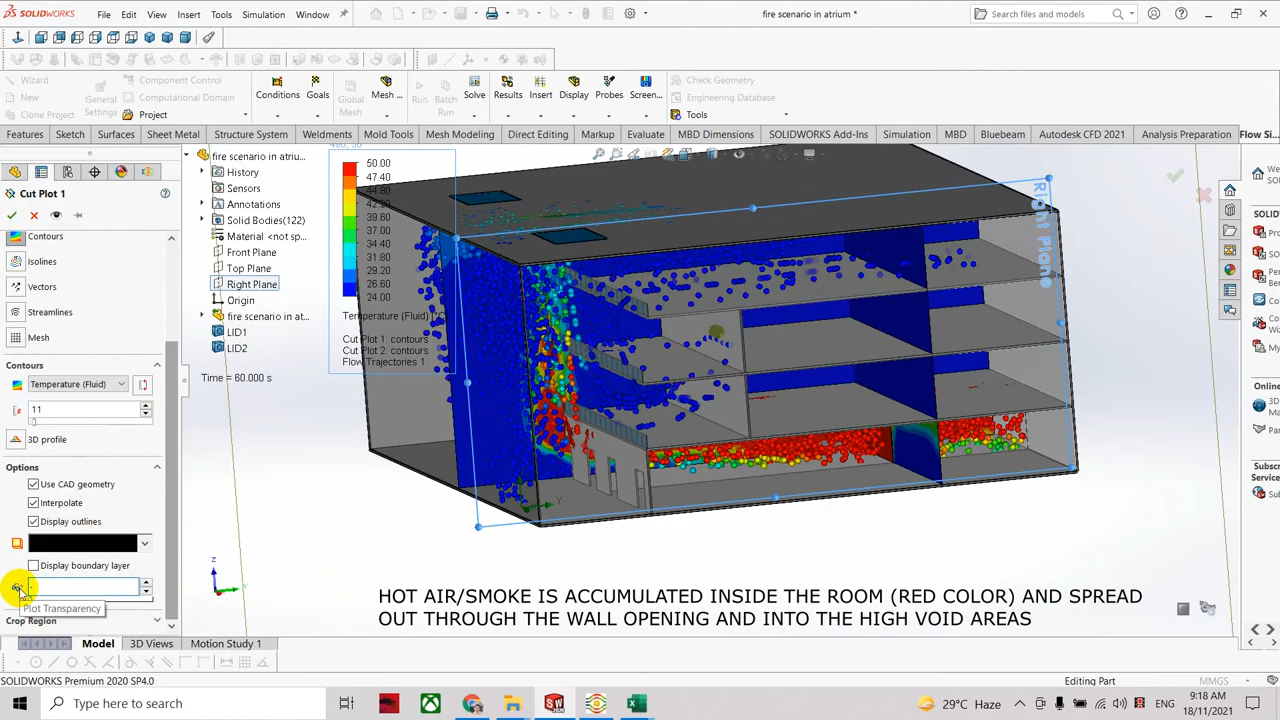 SOLIDWORKS
File
Edit
View
Insert
Tools
Simulation
Window
fire scenario in atrium *
Search files and models
Wizard
New
Clone Project
General Settings
Component Control
Computational Domain
Project
Conditions
Goals
Global Mesh
Mesh ...
Run
Batch Run
Solve
Results
Insert
Display
Probes
Screen...
Check Geometry
Engineering Database
Tools
Features
Sketch
Surfaces
Sheet Metal
Structure System
Weldments
Mold Tools
Mesh Modeling
Direct Editing
Markup
Evaluate
MBD Dimensions
SOLIDWORKS Add-Ins
Simulation
MBD
Bluebeam
Autodesk CFD 2021
Analysis Preparation
Flow Si...
Cut Plot 1
Contours
Isolines
Vectors
Streamlines
Mesh
Contours
Temperature (Fluid)
11
3D profile
Options
Use CAD geometry
Interpolate
Display outlines
Display boundary layer
Plot Transparency
Crop Region
fire scenario in atriu...
History
Sensors
Annotations
Solid Bodies(122)
Material <not sp...
Front Plane
Top Plane
Right Plane
Origin
fire scenario in at...
LID1
LID2
Time = 60.000 s
50.00
47.40
44.80
42.20
39.60
37.00
34.40
31.80
29.20
26.60
24.00
Temperature (Fluid) [°C]
Cut Plot 1: contours
Cut Plot 2: contours
Flow Trajectories 1
Right Plane
HOT AIR/SMOKE IS ACCUMULATED INSIDE THE ROOM (RED COLOR) AND SPREAD
OUT THROUGH THE WALL OPENING AND INTO THE HIGH VOID AREAS
Model
3D Views
Motion Study 1
SOLIDWORKS Premium 2020 SP4.0
Editing Part
MMGS
Type here to search
29°C Haze
ENG
9:18 AM
18/11/2021